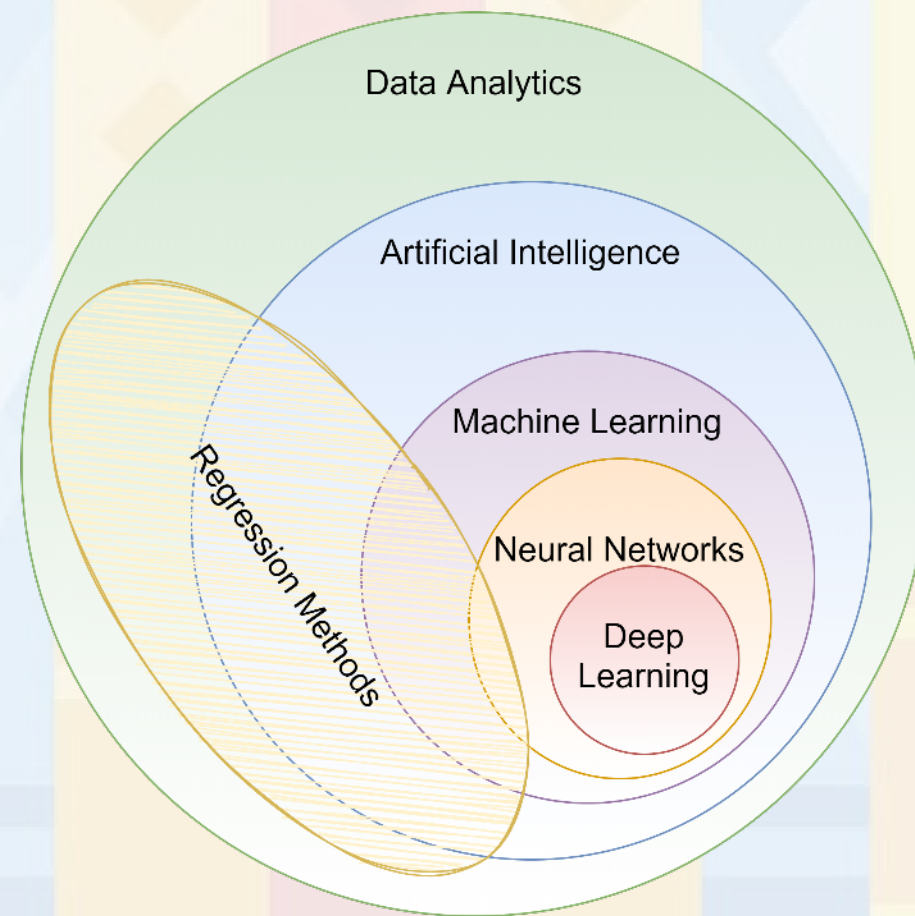 Data Analytics
Artificial Intelligence
Machine Learning
Regression Methods
Neural Networks
Deep
Learning